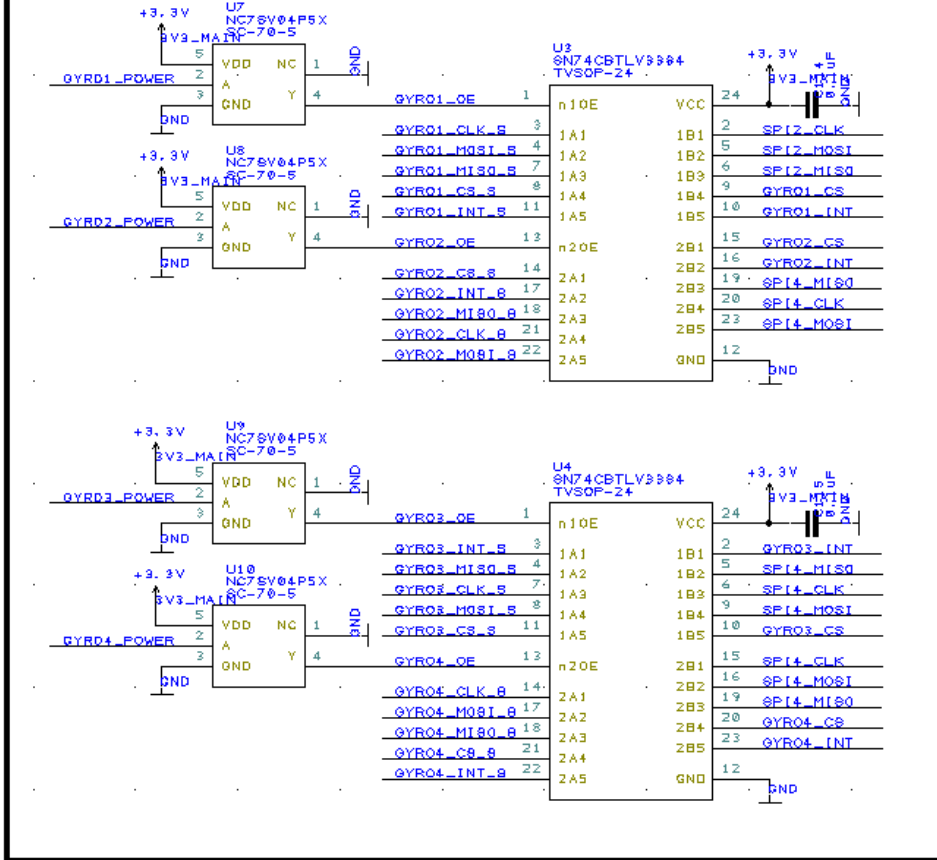 +3.3V
3V3_MAIN
U7
NC7SV04P5X
SC-70-5
5 VDD NC 1 GND
GYRO1_POWER 2 A
3 GND Y 4
GND
GYRO1_OE
+3.3V
3V3_MAIN
U8
NC7SV04P5X
SC-70-5
5 VDD NC 1 GND
GYRO2_POWER 2 A
3 GND Y 4
GND
GYRO2_OE
U3
SN74CBTLV3384
TVSOP-24
+3.3V
3V3_MAIN
0.1UF
GND
1 n1OE VCC 24
GYRO1_CLK_S 3 1A1 1B1 2 SPI2_CLK
GYRO1_MOSI_S 4 1A2 1B2 5 SPI2_MOSI
GYRO1_MISO_S 7 1A3 1B3 6 SPI2_MISO
GYRO1_CS_S 8 1A4 1B4 9 GYRO1_CS
GYRO1_INT_S 11 1A5 1B5 10 GYRO1_INT
13 n2OE 2B1 15 GYRO2_CS
GYRO2_CS_S 14 2A1 2B2 16 GYRO2_INT
GYRO2_INT_S 17 2A2 2B3 19 SPI4_MISO
GYRO2_MISO_S 18 2A3 2B4 20 SPI4_CLK
GYRO2_CLK_S 21 2A4 2B5 23 SPI4_MOSI
GYRO2_MOSI_S 22 2A5 GND 12
GND
+3.3V
3V3_MAIN
U9
NC7SV04P5X
SC-70-5
5 VDD NC 1 GND
GYRO3_POWER 2 A
3 GND Y 4
GND
GYRO3_OE
+3.3V
3V3_MAIN
U10
NC7SV04P5X
SC-70-5
5 VDD NC 1 GND
GYRO4_POWER 2 A
3 GND Y 4
GND
GYRO4_OE
U4
SN74CBTLV3384
TVSOP-24
+3.3V
3V3_MAIN
0.1UF
GND
1 n1OE VCC 24
GYRO3_INT_S 3 1A1 1B1 2 GYRO3_INT
GYRO3_MISO_S 4 1A2 1B2 5 SPI4_MISO
GYRO3_CLK_S 7 1A3 1B3 6 SPI4_CLK
GYRO3_MOSI_S 8 1A4 1B4 9 SPI4_MOSI
GYRO3_CS_S 11 1A5 1B5 10 GYRO3_CS
13 n2OE 2B1 15 SPI4_CLK
GYRO4_CLK_S 14 2A1 2B2 16 SPI4_MOSI
GYRO4_MOSI_S 17 2A2 2B3 19 SPI4_MISO
GYRO4_MISO_S 18 2A3 2B4 20 GYRO4_CS
GYRO4_CS_S 21 2A4 2B5 23 GYRO4_INT
GYRO4_INT_S 22 2A5 GND 12
GND